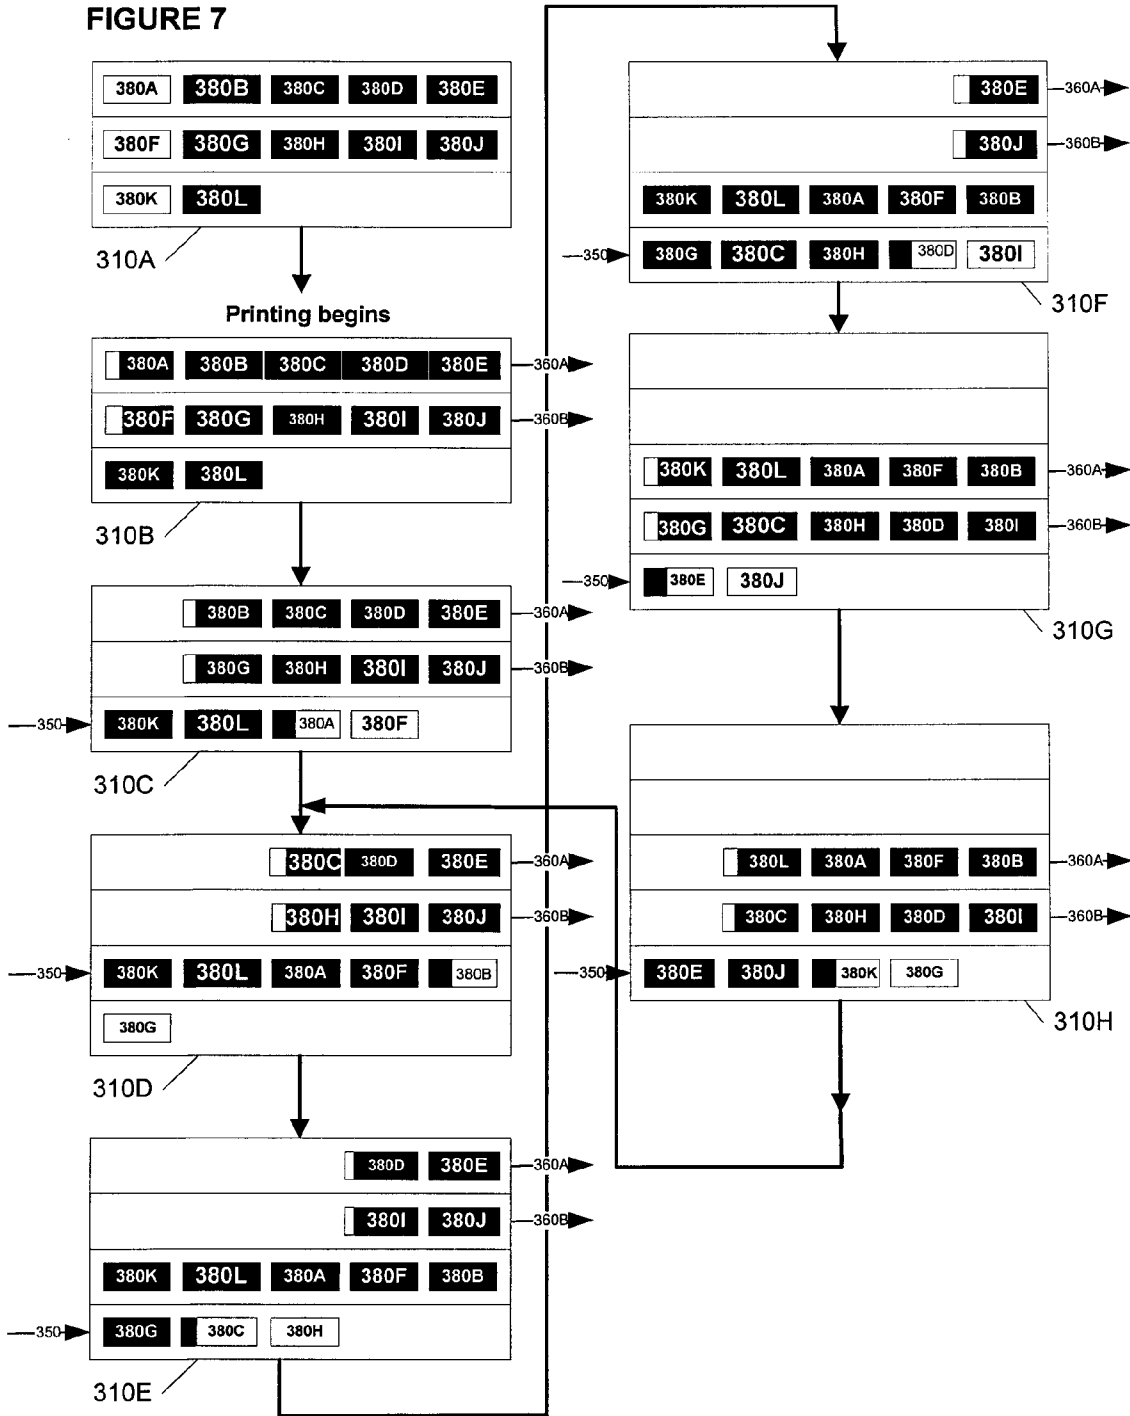 FIGURE 7
380A 380B 380C 380D 380E
380F 380G 380H 380I 380J
380K 380L
310A
Printing begins
380A 380B 380C 380D 380E 360A
380F 380G 380H 380I 380J 360B
380K 380L
310B
380B 380C 380D 380E 360A
380G 380H 380I 380J 360B
350 380K 380L 380A 380F
310C
380C 380D 380E 360A
380H 380I 380J 360B
350 380K 380L 380A 380F 380B
380G
310D
380D 380E 360A
380I 380J 360B
380K 380L 380A 380F 380B
350 380G 380C 380H
310E
380E 360A
380J 360B
380K 380L 380A 380F 380B
350 380G 380C 380H 380D 380I
310F
380K 380L 380A 380F 380B 360A
380G 380C 380H 380D 380I 360B
350 380E 380J
310G
380L 380A 380F 380B 360A
380C 380H 380D 380I 360B
350 380E 380J 380K 380G
310H